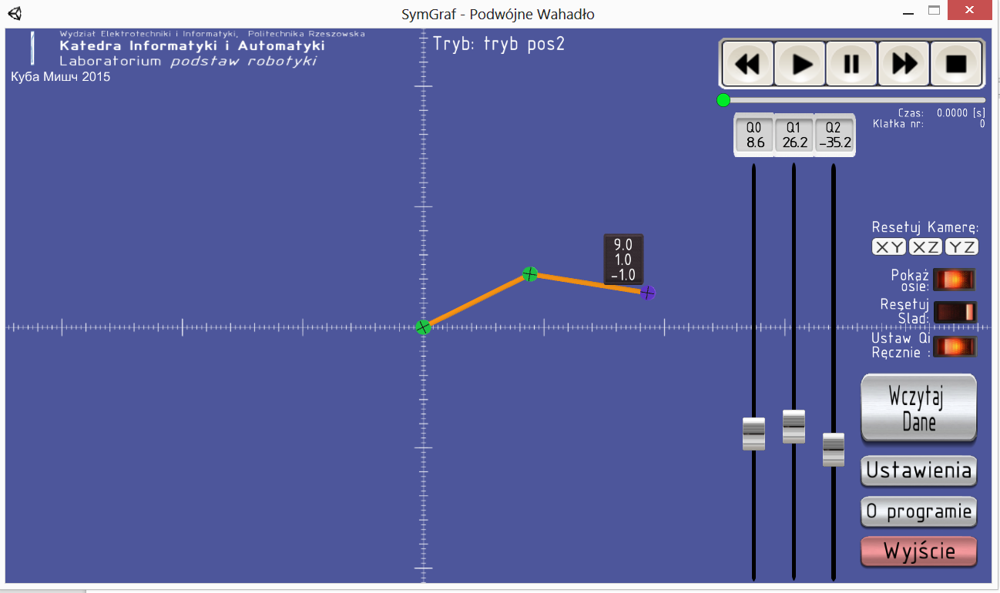 SymGraf - Podwójne Wahadło
Wydział Elektrotechniki i Informatyki, Politechnika Rzeszowska
Katedra Informatyki i Automatyki
Laboratorium podstaw robotyki
Куба Мишч 2015
Tryb: tryb pos2
Czas: 0.0000 [s]
Klatka nr: 0
Q0 Q1 Q2
8.6 26.2 -35.2
9.0
1.0
-1.0
Resetuj Kamerę:
XY XZ YZ
Pokaż
osie:
Resetuj
Ślad:
Ustaw Qi
Ręcznie :
Wczytaj
Dane
Ustawienia
O programie
Wyjście